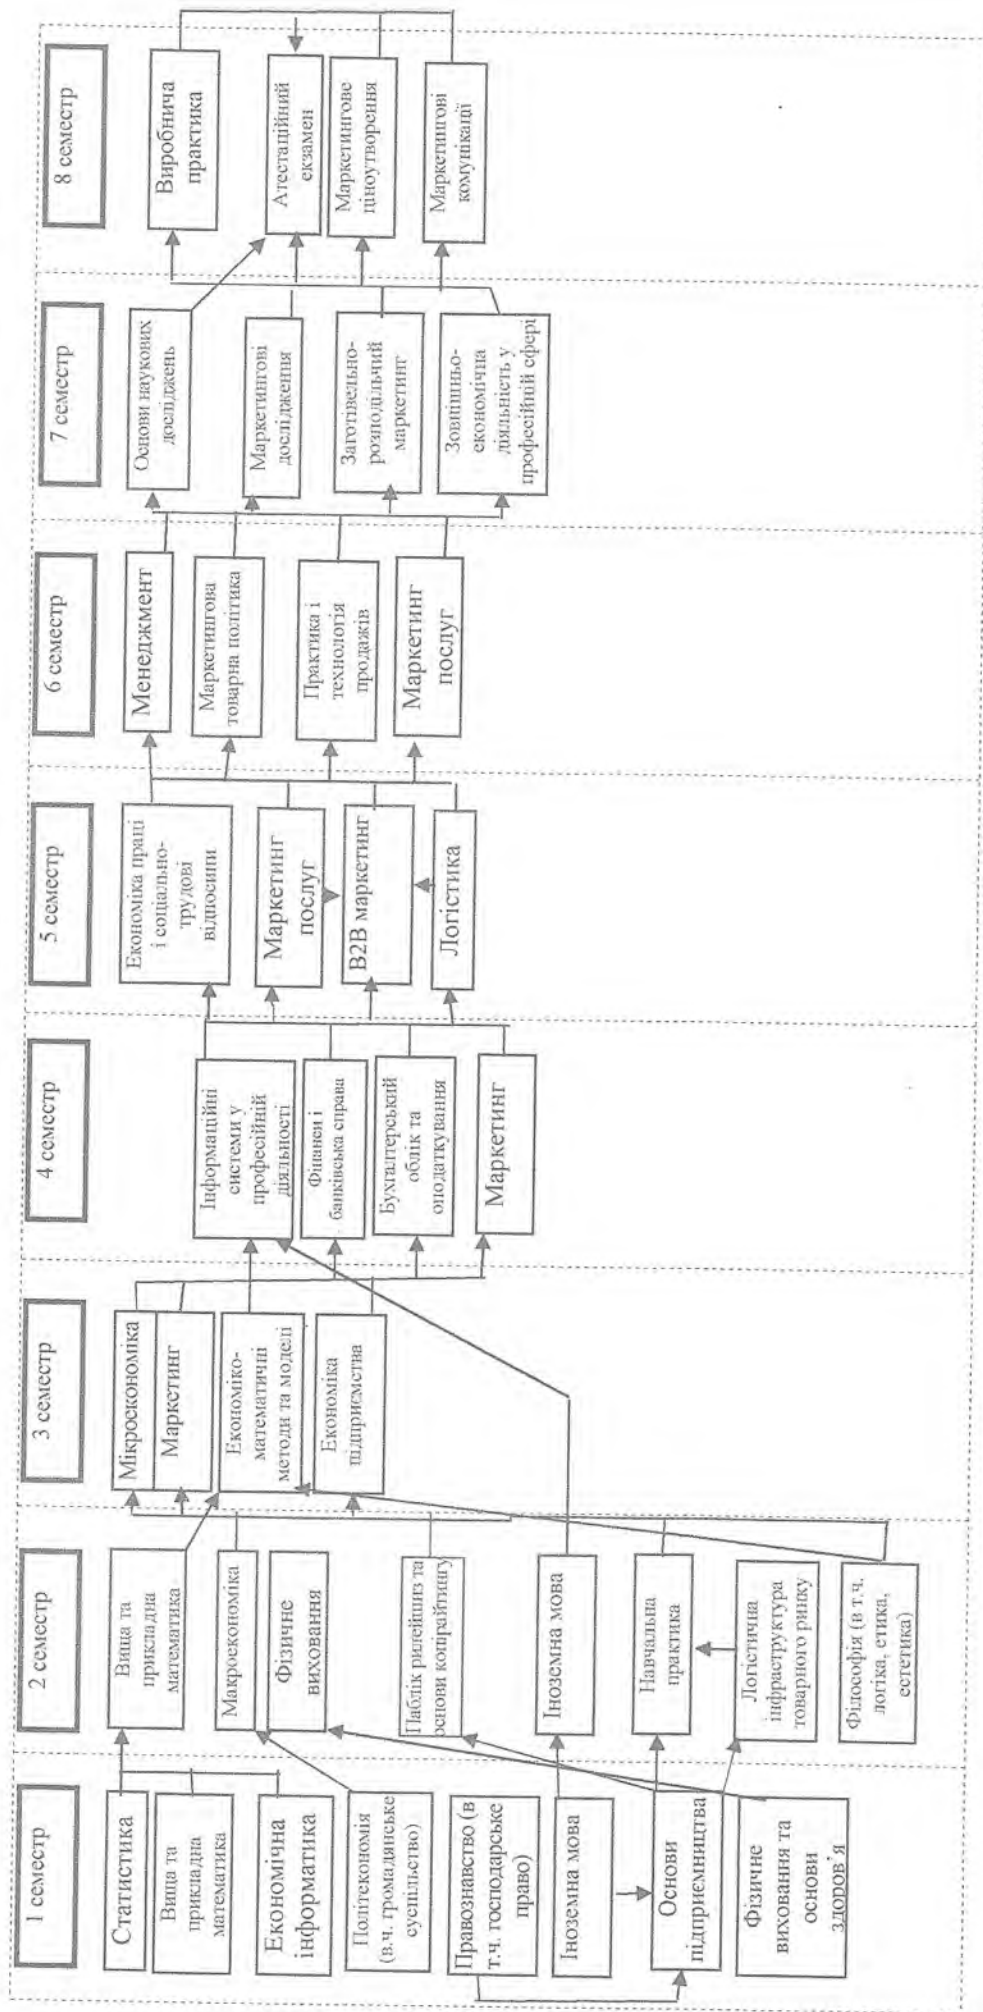 1 семестр
Статистика
Вища та
прикладна
математика
Економічна
інформатика
Політекономія
(в.ч. громадянське
суспільство)
Правознавство (в
т.ч. господарське
право)
Іноземна мова
Основи
підприємництва
Фізичне
виховання та
основи
здоров'я
2 семестр
Вища та
прикладна
математика
Макроекономіка
Фізичне
виховання
Паблік рилейшнз та
основи копірайтингу
Іноземна мова
Навчальна
практика
Логістична
інфраструктура
товарного ринку
Філософія (в т.ч.
логіка, етика,
естетика)
3 семестр
Мікроекономіка
Маркетинг
Економіко-
математичні
методи та моделі
Економіка
підприємства
4 семестр
Інформаційні
системи у
професійній
діяльності
Фінанси і
банківська справа
Бухгалтерський
облік та
оподаткування
Маркетинг
5 семестр
Економіка праці
і соціально-
трудові
відносини
Маркетинг
послуг
В2В маркетинг
Логістика
6 семестр
Менеджмент
Маркетингова
товарна політика
Практика і
технологія
продажів
Маркетинг
послуг
7 семестр
Основи наукових
досліджень
Маркетингові
дослідження
Заготівельно-
розподільчий
маркетинг
Зовнішньо-
економічна
діяльність у
професійній сфері
8 семестр
Виробнича
практика
Атестаційний
екзамен
Маркетингове
ціноутворення
Маркетингові
комунікації